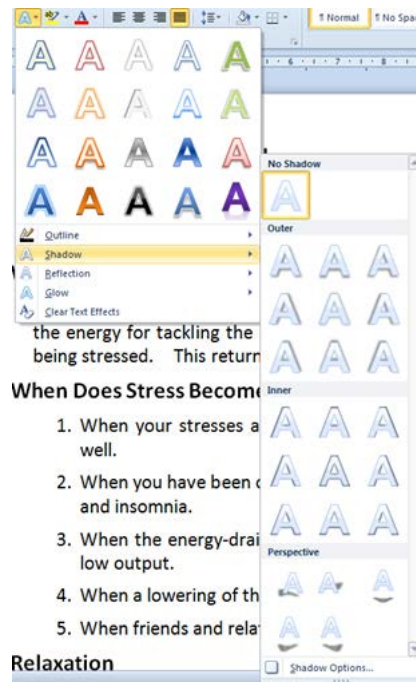 Normal
No Spa
6 7 8
No Shadow
Outer
Outline
Shadow
Reflection
Glow
Clear Text Effects
the energy for tackling the
being stressed. This return
Inner
When Does Stress Become
1. When your stresses a
well.
2. When you have been
and insomnia.
3. When the energy-drai
low output.
Perspective
4. When a lowering of th
5. When friends and rela
Relaxation
Shadow Options...